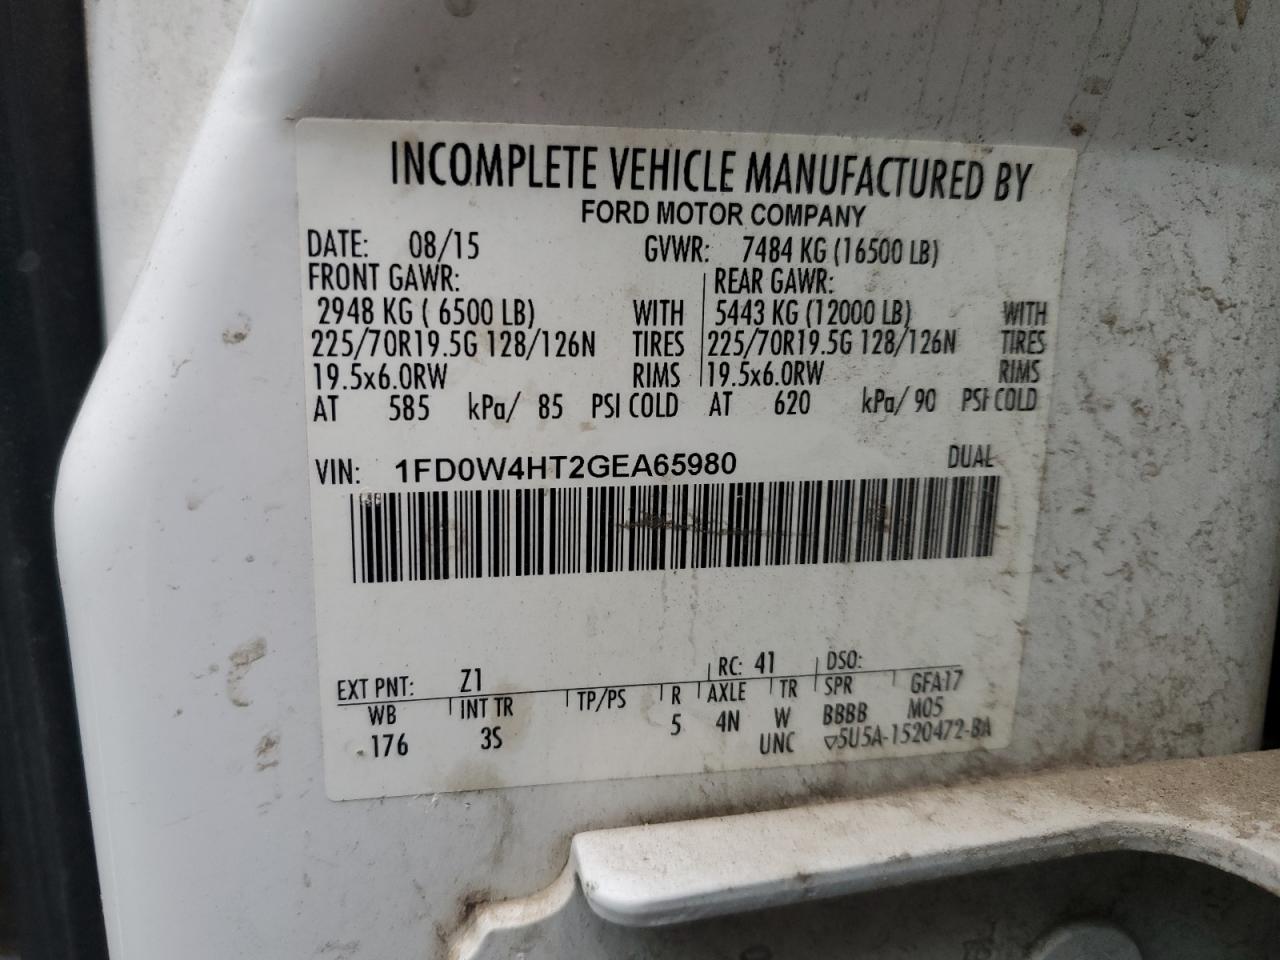 INCOMPLETE VEHICLE MANUFACTURED BY
FORD MOTOR COMPANY
DATE: 08/15 GVWR: 7484 KG (16500 LB)
FRONT GAWR: REAR GAWR:
2948 KG ( 6500 LB) WITH 5443 KG (12000 LB) WITH
225/70R19.5G 128/126N TIRES 225/70R19.5G 128/126N TIRES
19.5x6.0RW RIMS 19.5x6.0RW RIMS
AT 585 kPa/ 85 PSI COLD AT 620 kPa/ 90 PSI COLD
VIN: 1FD0W4HT2GEA65980 DUAL
EXT PNT: Z1 RC: 41 DSO:
WB INT TR TP/PS R AXLE TR SPR GFA17
176 3S 5 4N W BBBB M05
UNC ▽5U5A-1520472-BA